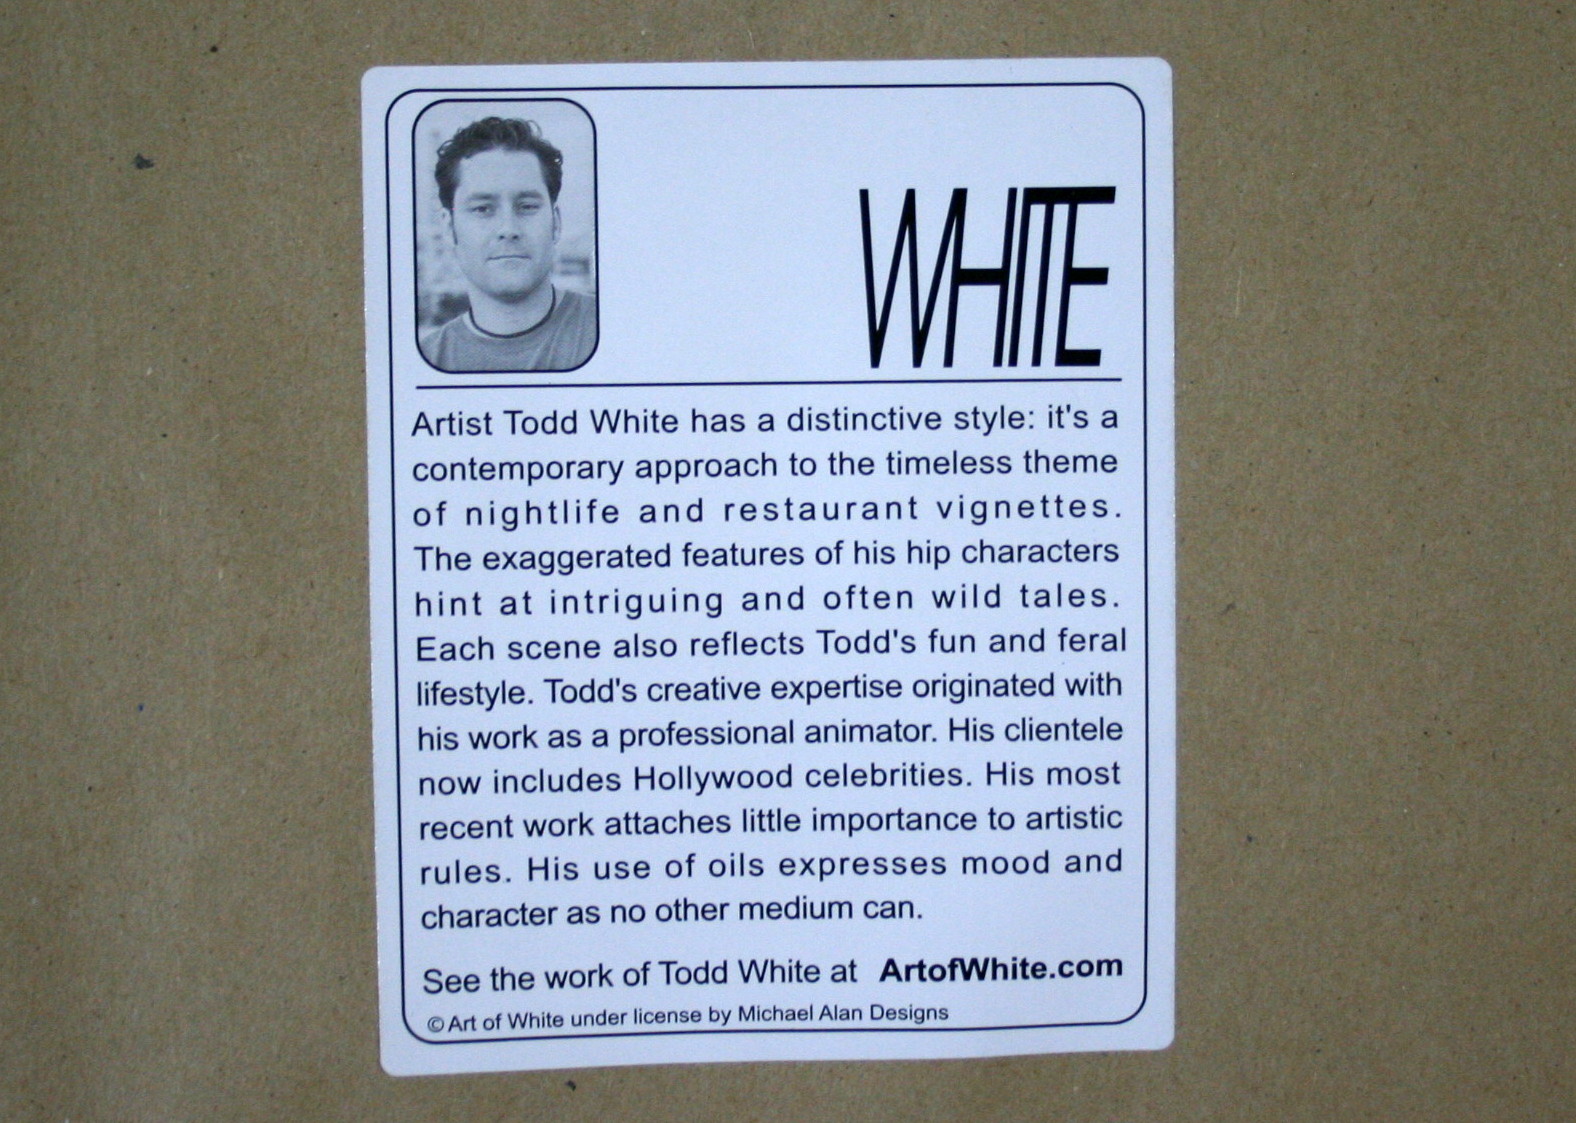 WHITE
Artist Todd White has a distinctive style: it's a
contemporary approach to the timeless theme
of nightlife and restaurant vignettes.
The exaggerated features of his hip characters
hint at intriguing and often wild tales.
Each scene also reflects Todd's fun and feral
lifestyle. Todd's creative expertise originated with
his work as a professional animator. His clientele
now includes Hollywood celebrities. His most
recent work attaches little importance to artistic
rules. His use of oils expresses mood and
character as no other medium can.
See the work of Todd White at ArtofWhite.com
© Art of White under license by Michael Alan Designs